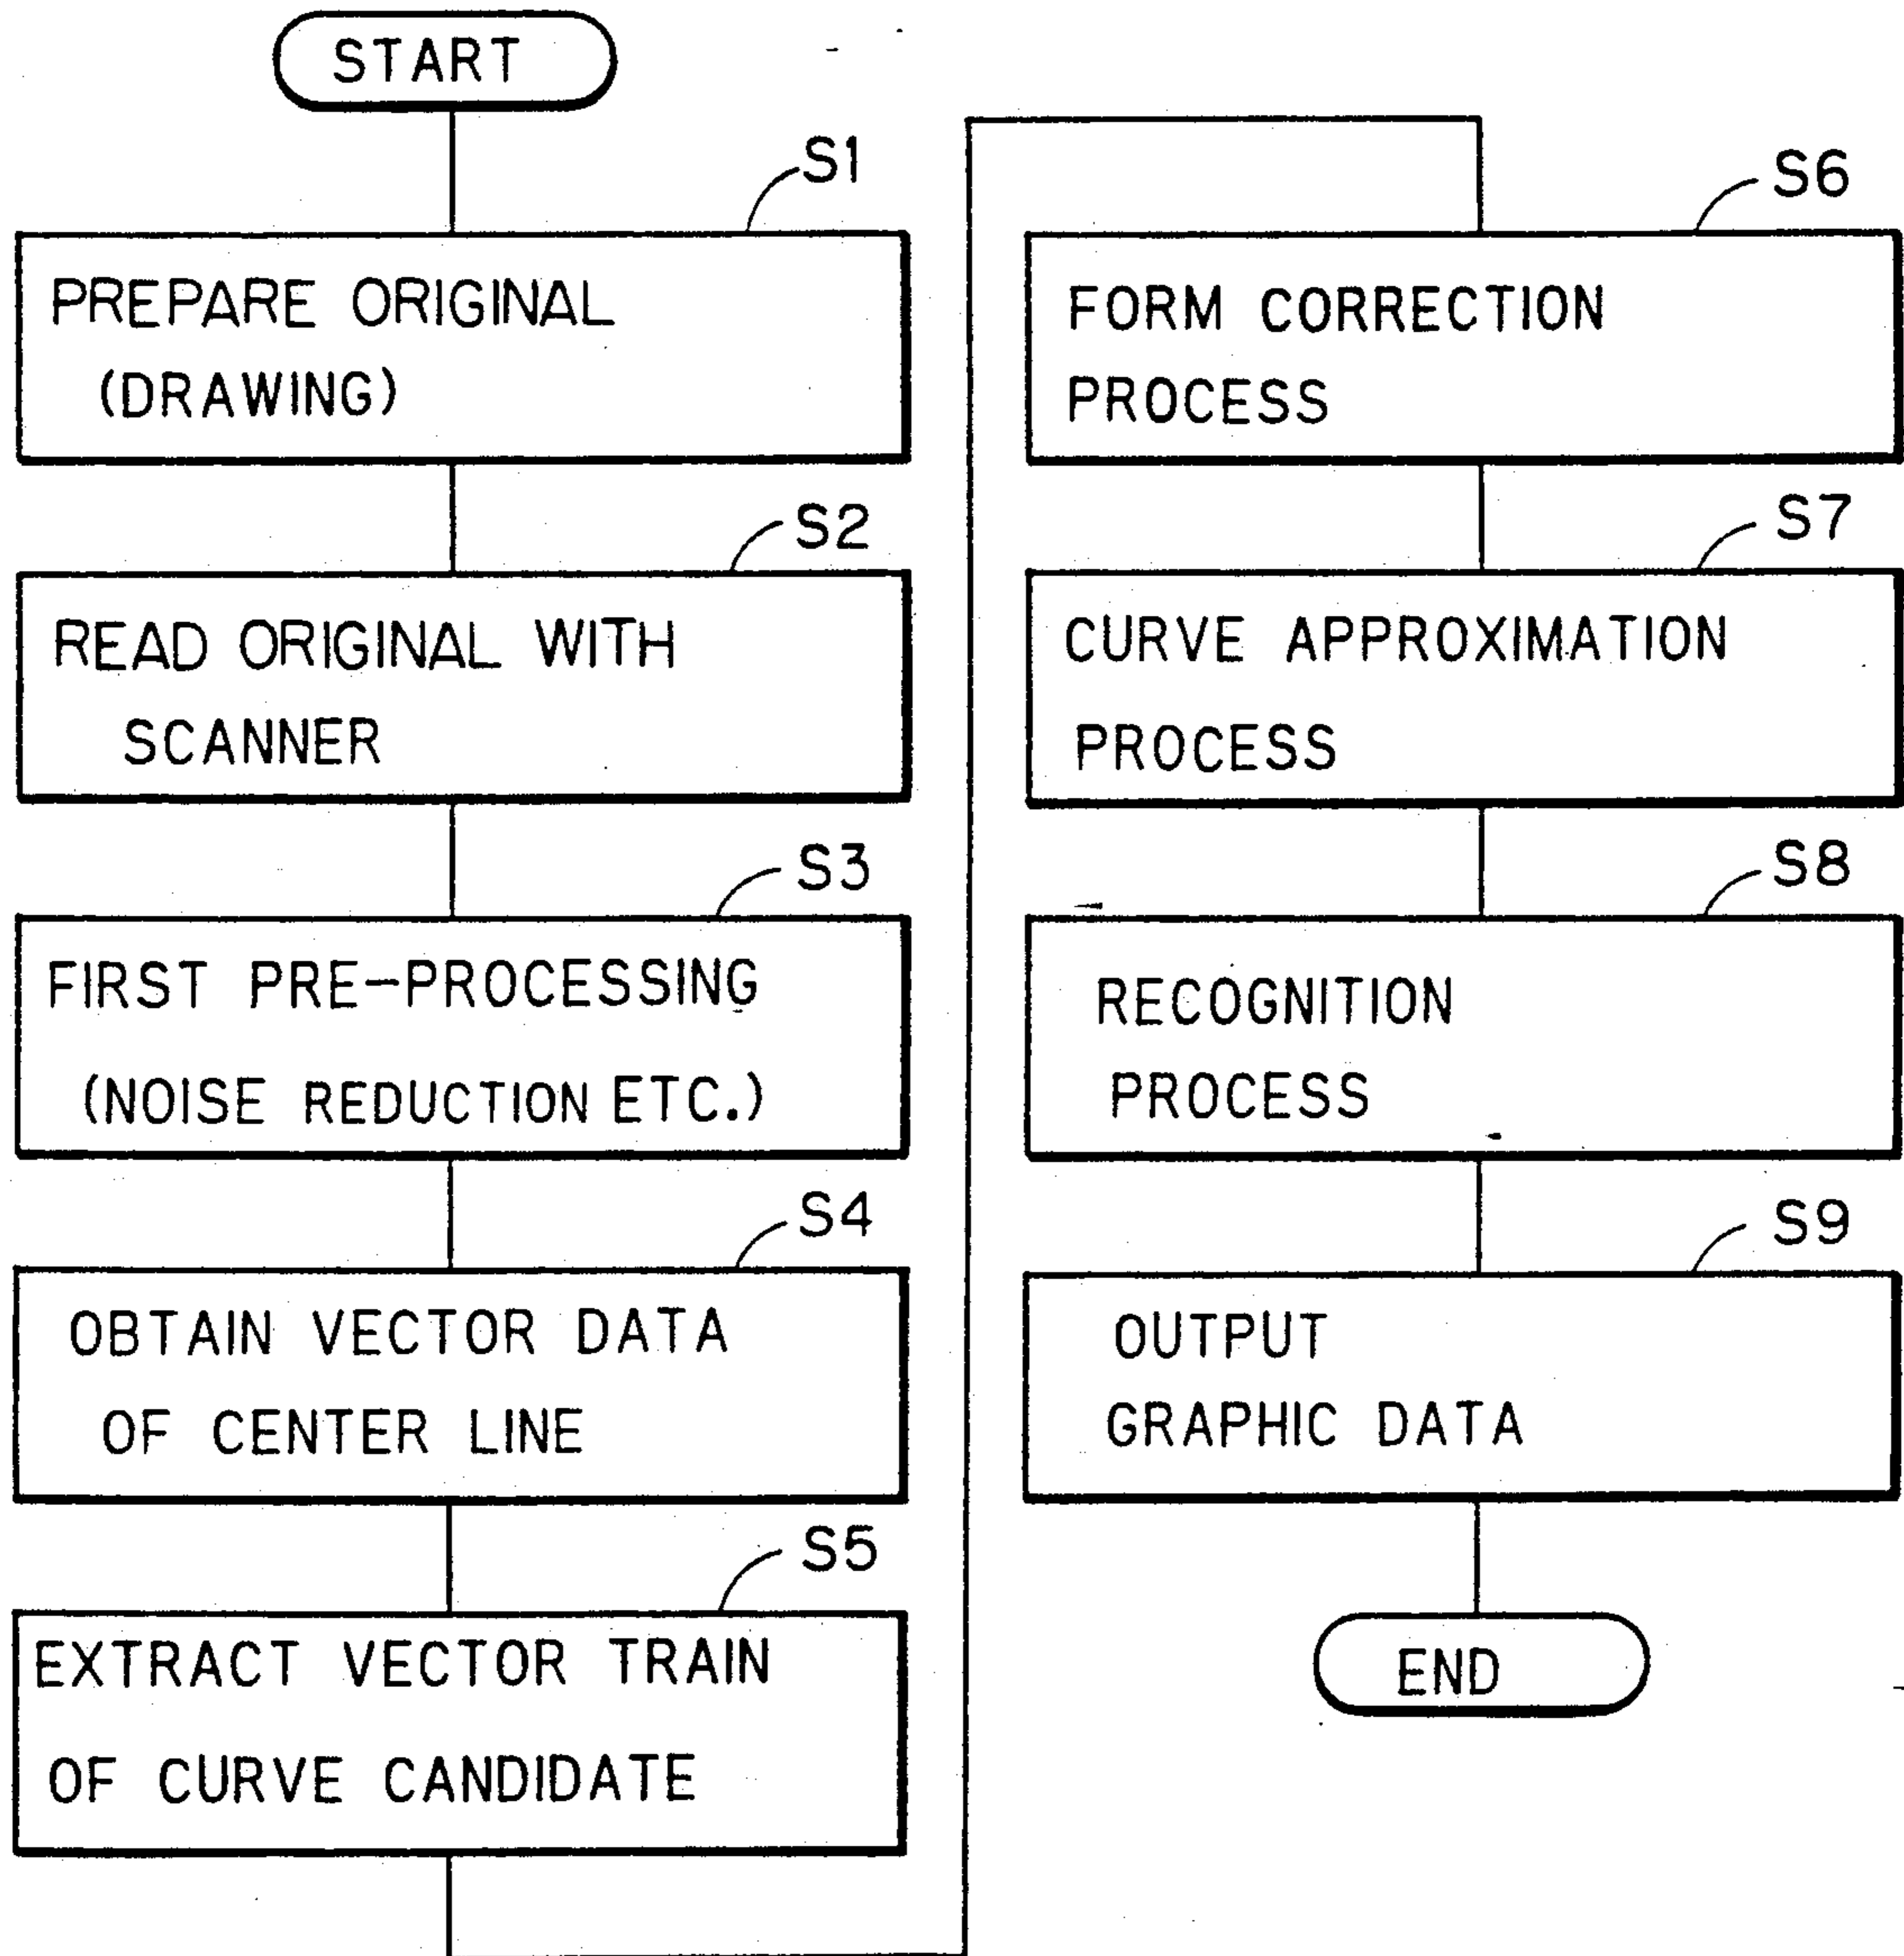 START
S1
PREPARE ORIGINAL
(DRAWING)
S2
READ ORIGINAL WITH
SCANNER
S3
FIRST PRE-PROCESSING
(NOISE REDUCTION ETC.)
S4
OBTAIN VECTOR DATA
OF CENTER LINE
S5
EXTRACT VECTOR TRAIN
OF CURVE CANDIDATE
S6
FORM CORRECTION
PROCESS
S7
CURVE APPROXIMATION
PROCESS
S8
RECOGNITION
PROCESS
S9
OUTPUT
GRAPHIC DATA
END